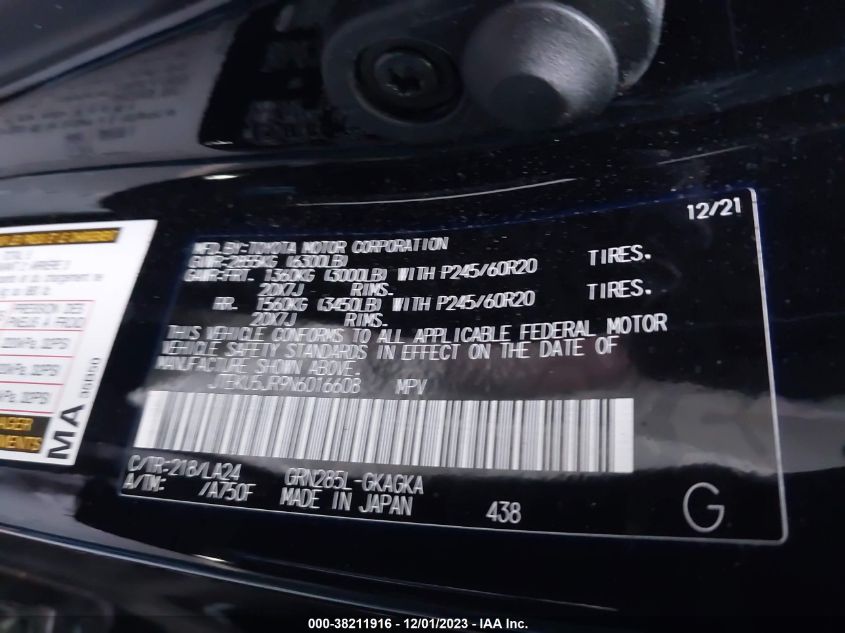 12/21
MFD. BY: TOYOTA MOTOR CORPORATION
GVWR-2855KG (6300LB)
GAWR-FRT. 1360KG (3000LB) WITH P245/60R20 TIRES.
20X7J RIMS.
RR. 1560KG (3450LB) WITH P245/60R20 TIRES.
20X7J RIMS.
THIS VEHICLE CONFORMS TO ALL APPLICABLE FEDERAL MOTOR
VEHICLE SAFETY STANDARDS IN EFFECT ON THE DATE OF
MANUFACTURE SHOWN ABOVE.
JTEKU5JR9N6016608 MPV
C/TR:218/LA24 GRN285L-GKAGKA
A/TM: /A750F MADE IN JAPAN 438
G
MA
000-38211916 - 12/01/2023 - IAA Inc.